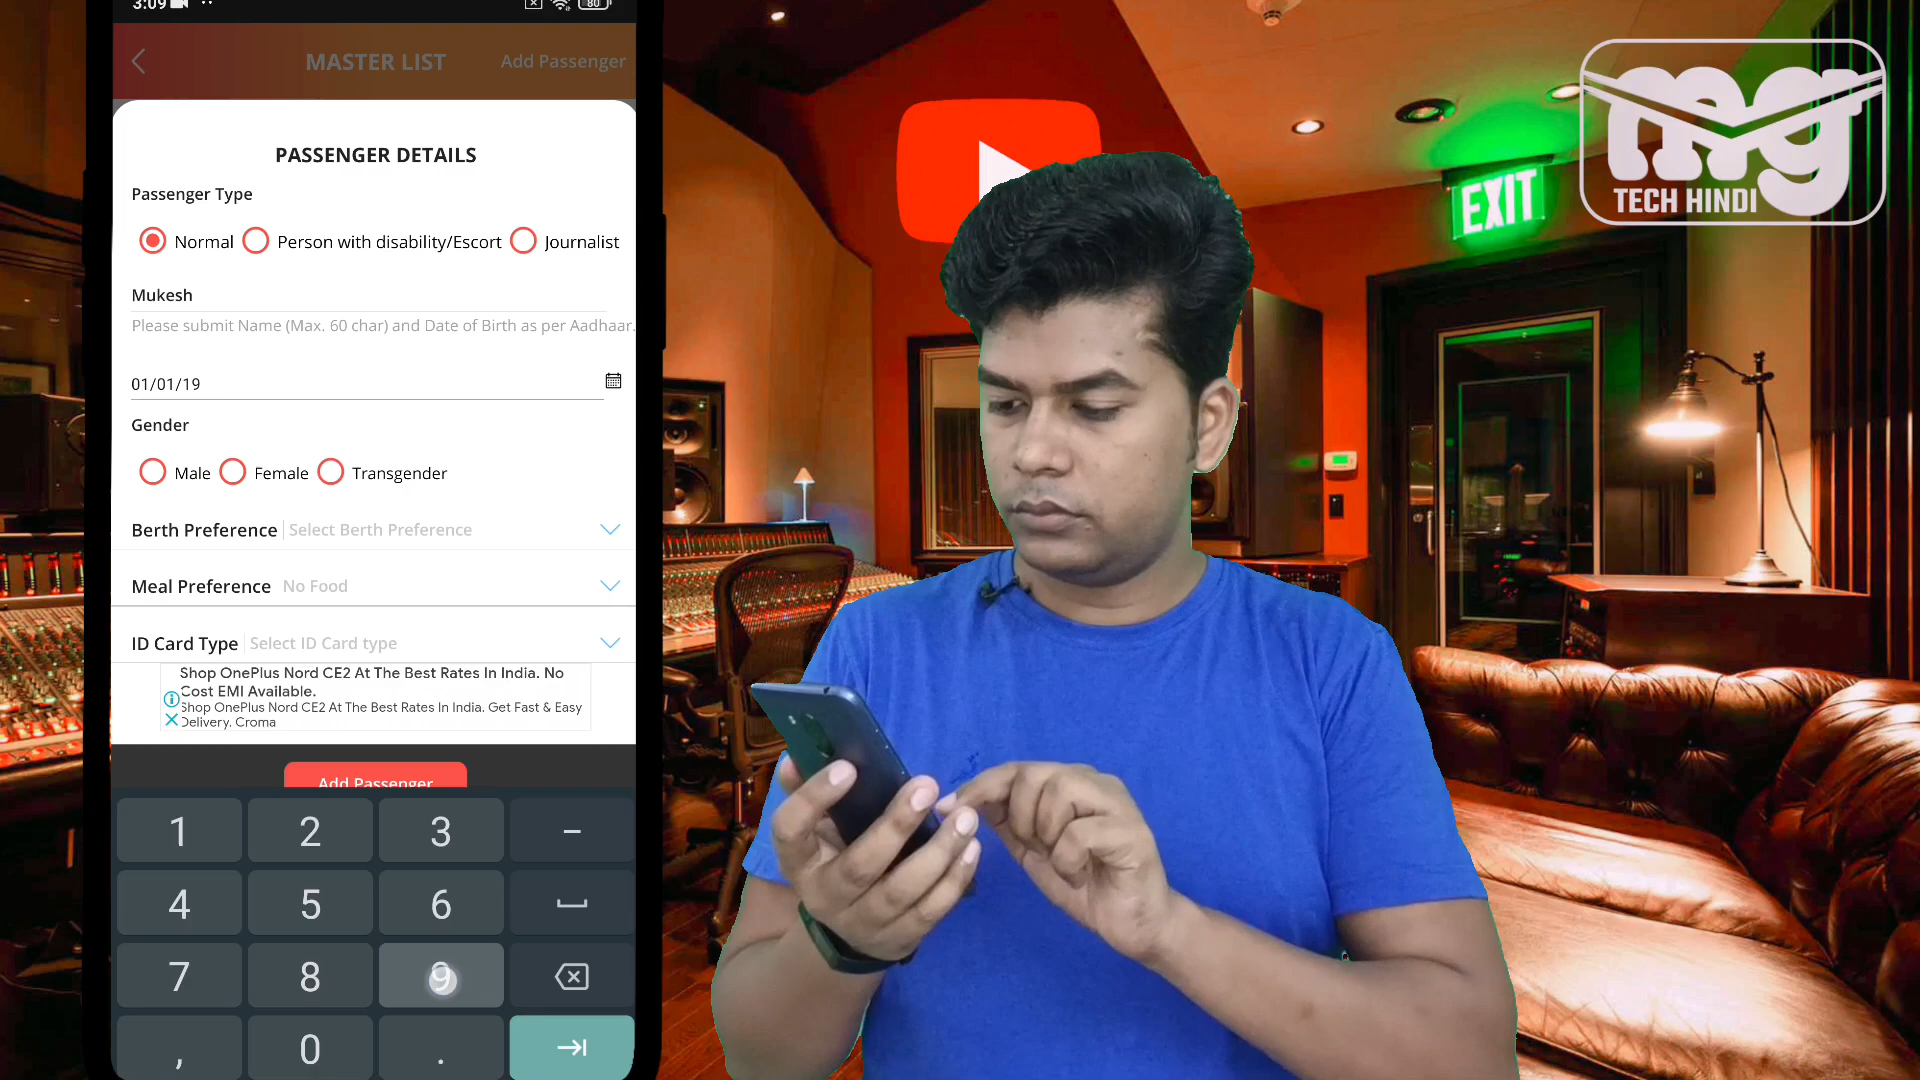 3:09
80
MASTER LIST
Add Passenger
PASSENGER DETAILS
Passenger Type
Normal
Person with disability/Escort
Journalist
Mukesh
Please submit Name (Max. 60 char) and Date of Birth as per Aadhaar.
01/01/19
Gender
Male
Female
Transgender
Berth Preference
Select Berth Preference
Meal Preference
No Food
ID Card Type
Select ID Card type
Shop OnePlus Nord CE2 At The Best Rates In India. No
Cost EMI Available.
Shop OnePlus Nord CE2 At The Best Rates In India. Get Fast & Easy
Delivery. Croma
Add Passenger
1 2 3 –
4 5 6
7 8 9
, 0 .
EXIT
mg
TECH HINDI